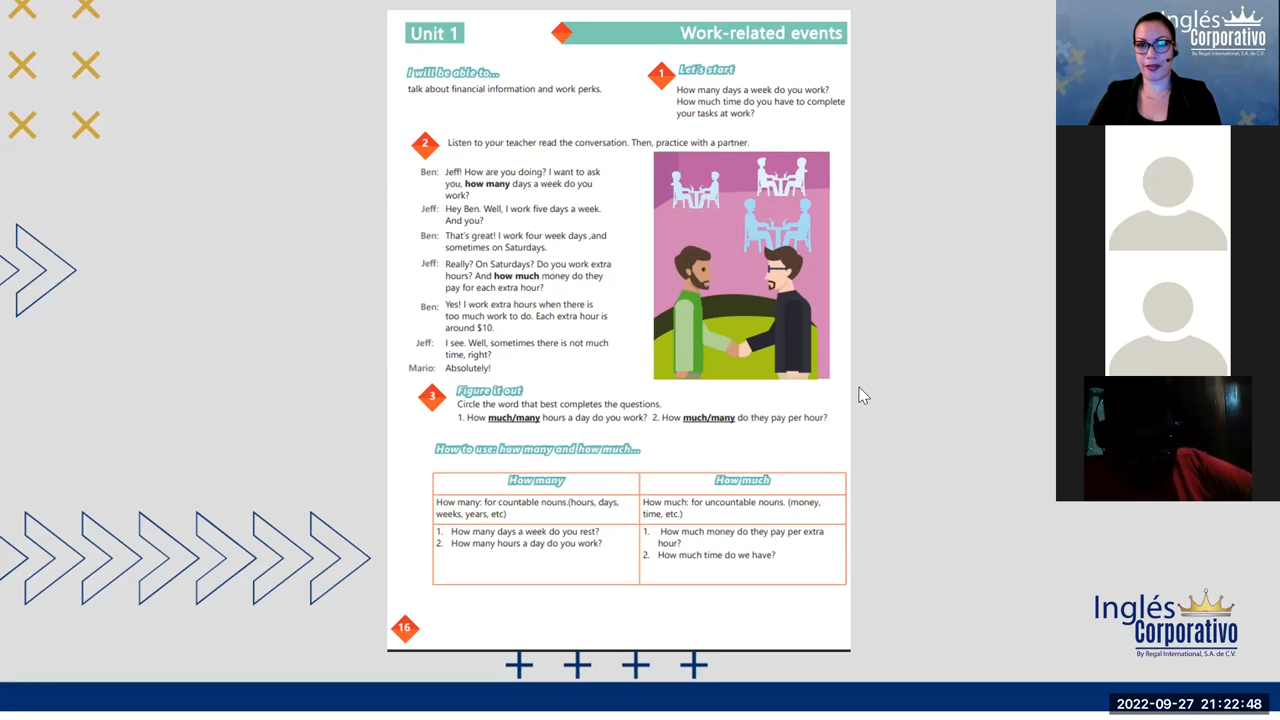 Unit 1
Work-related events
I will be able to...
talk about financial information and work perks.
1
Let's start
How many days a week do you work?
How much time do you have to complete
your tasks at work?
2
Listen to your teacher read the conversation. Then, practice with a partner.
Ben: Jeff! How are you doing? I want to ask
you, how many days a week do you
work?
Jeff: Hey Ben. Well, I work five days a week.
And you?
Ben: That's great! I work four week days ,and
sometimes on Saturdays.
Jeff: Really? On Saturdays? Do you work extra
hours? And how much money do they
pay for each extra hour?
Ben: Yes! I work extra hours when there is
too much work to do. Each extra hour is
around $10.
Jeff: I see. Well, sometimes there is not much
time, right?
Mario: Absolutely!
3
Figure it out
Circle the word that best completes the questions.
1. How much/many hours a day do you work? 2. How much/many do they pay per hour?
How to use: how many and how much...
How many
How many: for countable nouns.(hours, days,
weeks, years, etc)
1. How many days a week do you rest?
2. How many hours a day do you work?
How much
How much: for uncountable nouns. (money,
time, etc.)
1. How much money do they pay per extra
hour?
2. How much time do we have?
16
Inglés
Corporativo
By Regal International, S.A. de C.V.
Inglés
Corporativo
By Regal International, S.A. de C.V.
2022-09-27 21:22:48